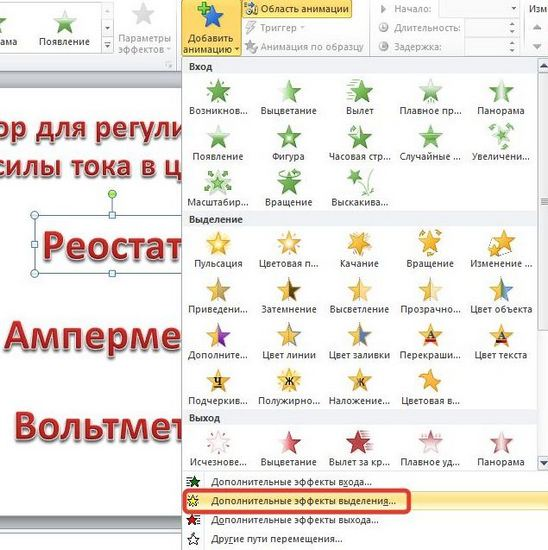 ама
Появление
Параметры эффектов
Добавить анимацию
Область анимации
Триггер
Анимация по образцу
Начало:
Длительность:
Задержка:
Изм
ор для регули
силы тока в ц
Реостат
Ампермe
Вольтмет
Вход
Возникнов... Выцветание Вылет Плавное пр... Панорама
Появление Фигура Часовая стр... Случайные ... Увеличени...
Масштабир... Вращение Выскакива...
Выделение
Пульсация Цветовая п... Качание Вращение Изменение ...
Приведени... Затемнение Высветление Прозрачно... Цвет объекта
Дополните... Цвет линии Цвет заливки Перекраши... Цвет текста
Подчеркив... Полужирно... Наложение... Цветовая в...
Выход
Исчезнове... Выцветание Вылет за кр... Плавное уд... Панорама
Дополнительные эффекты входа...
Дополнительные эффекты выделения...
Дополнительные эффекты выхода...
Другие пути перемещения...